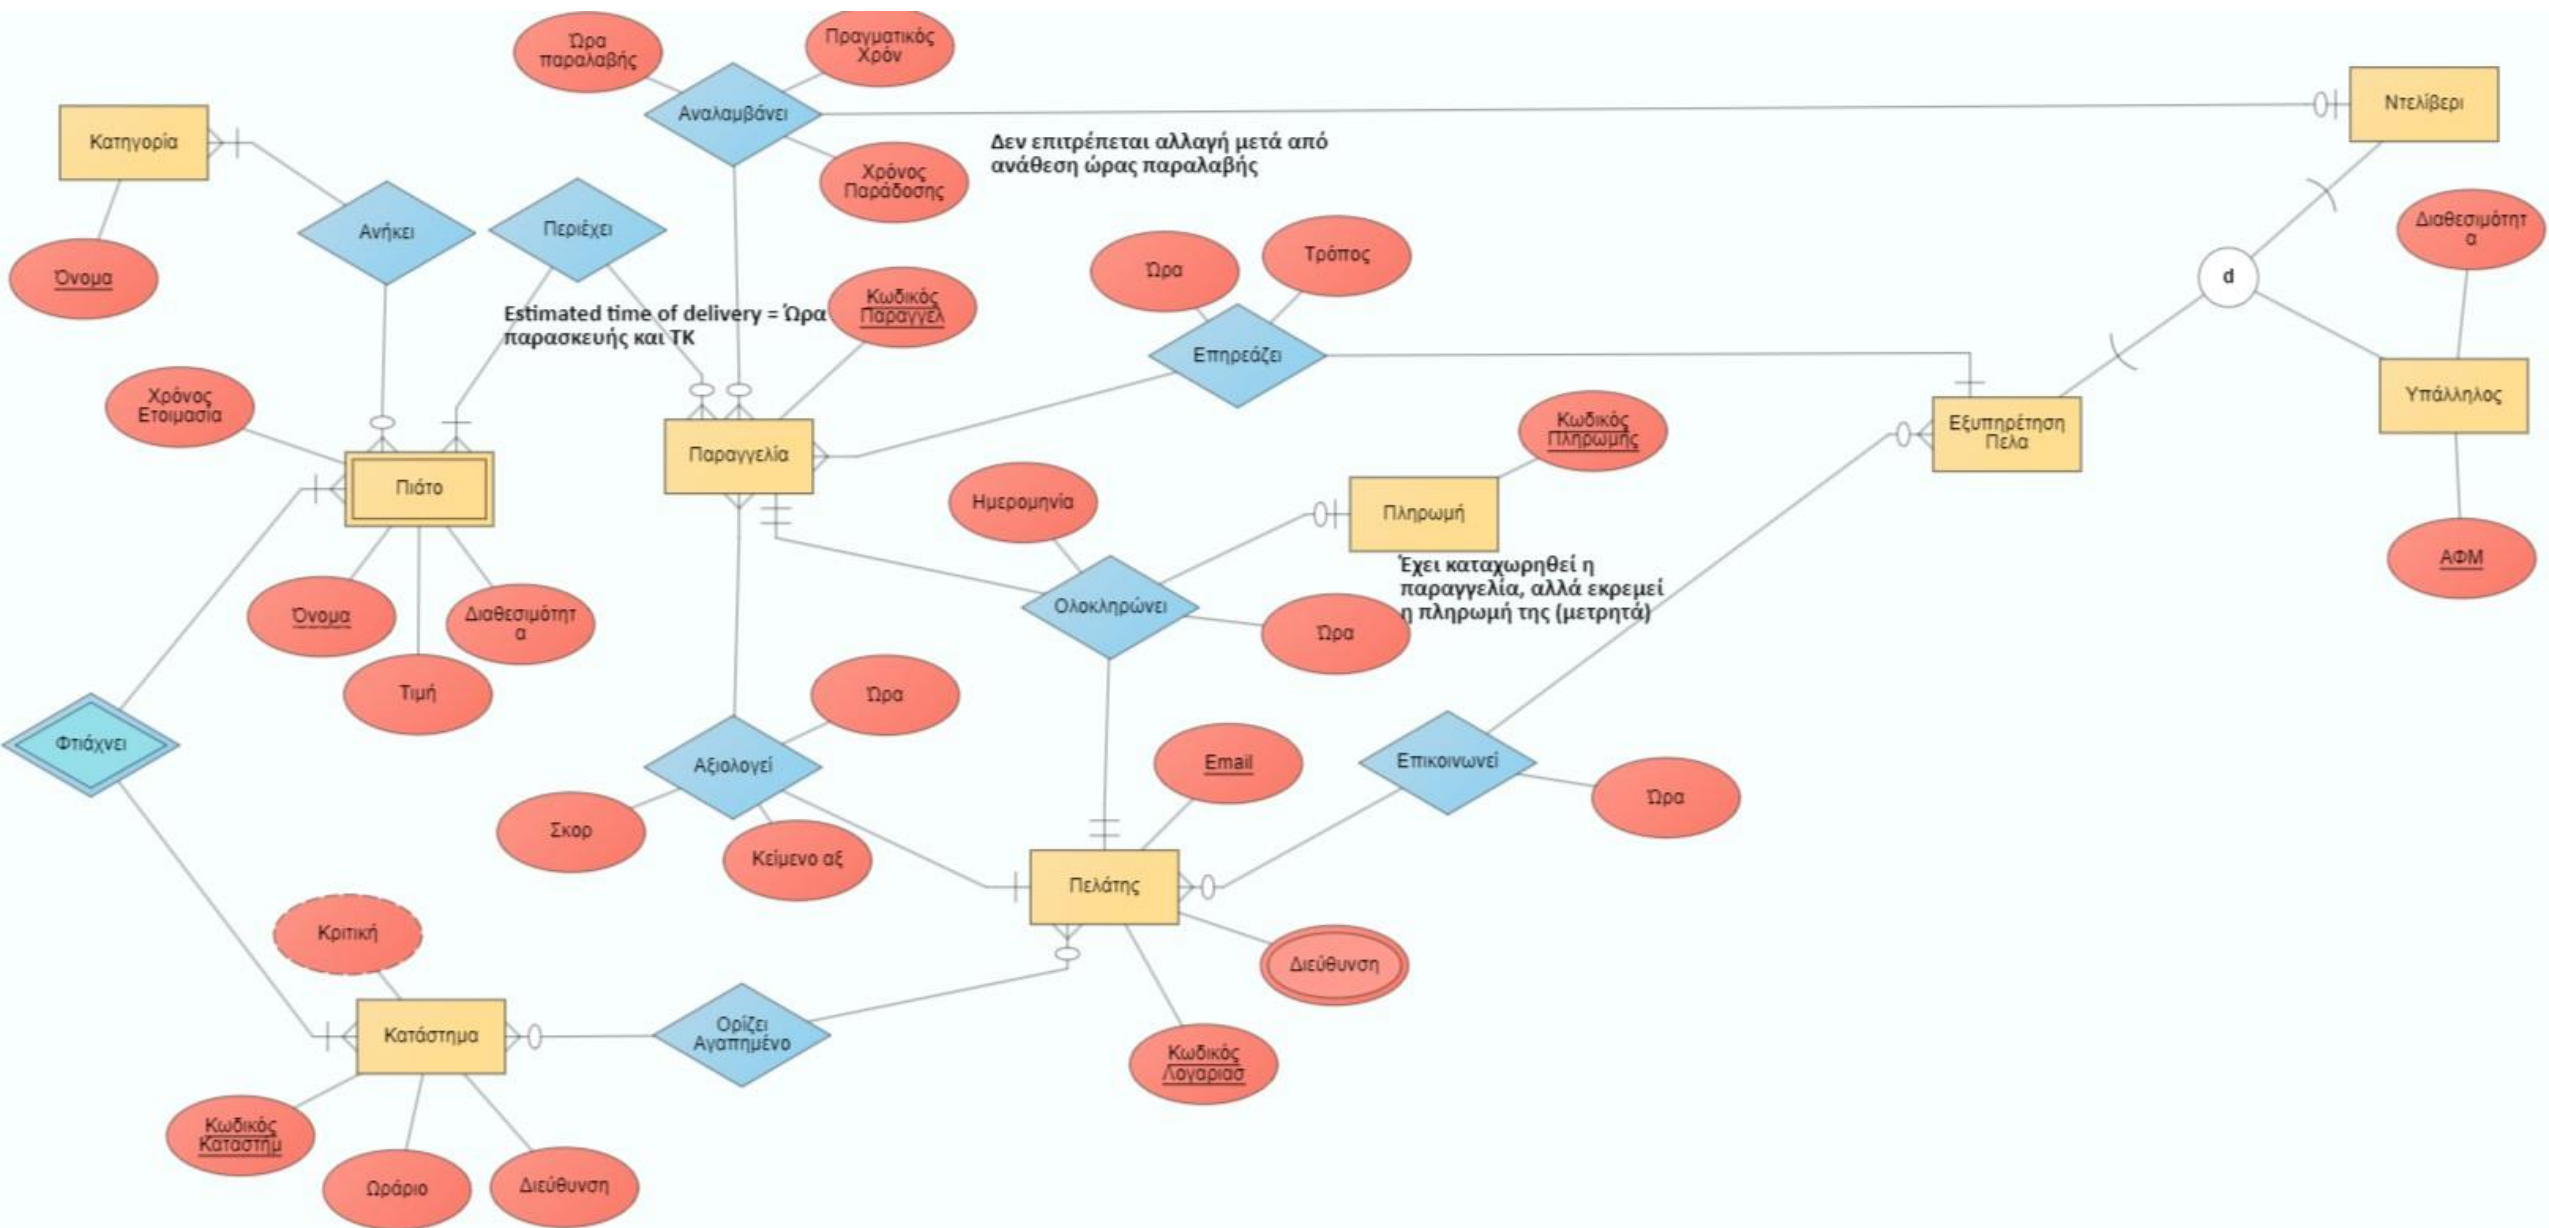 Ώρα
παραλαβής
Πραγματικός
Χρόν
Αναλαμβάνει
Ντελίβερι
Κατηγορία
Δεν επιτρέπεται αλλαγή μετά από
ανάθεση ώρας παραλαβής
Χρόνος
Παράδοσης
Ανήκει
Περιέχει
Διαθεσιμότητ
α
Όνομα
Ώρα
Τρόπος
d
Estimated time of delivery = Ώρα
παρασκευής και ΤΚ
Κωδικός
Παραγγελ
Επηρεάζει
Χρόνος
Ετοιμασία
Υπάλληλος
Κωδικός
Πληρωμής
Εξυπηρέτηση
Πελα
Παραγγελία
Πιάτο
Ημερομηνία
Πληρωμή
Έχει καταχωρηθεί η
παραγγελία, αλλά εκρεμεί
η πληρωμή της (μετρητά)
ΑΦΜ
Όνομα
Διαθεσιμότητ
α
Ολοκληρώνει
Ώρα
Τιμή
Ώρα
Φτιάχνει
Αξιολογεί
Email
Επικοινωνεί
Ώρα
Σκορ
Κείμενο αξ
Πελάτης
Κριτική
Διεύθυνση
Κατάστημα
Ορίζει
Αγαπημένο
Κωδικός
Λογαριασ
Κωδικός
Καταστημ
Ωράριο
Διεύθυνση